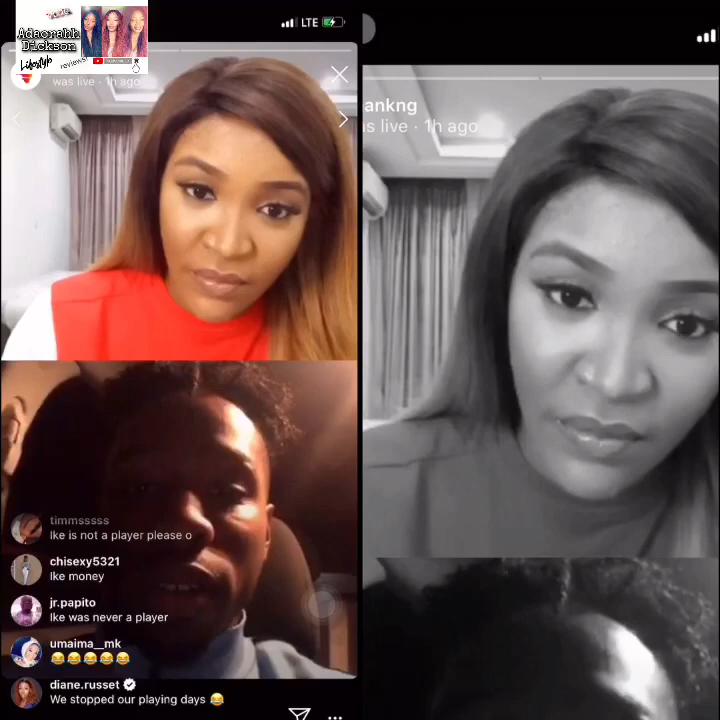 Inside
Adaorahh
Dickson
Lifestyle reviews
LTE
was live · 1h ago
ankng
s live · 1h ago
timmsssss
Ike is not a player please o
chisexy5321
Ike money
jr.papito
Ike was never a player
umaima__mk
😂😂😂😂😂
diane.russet
We stopped our playing days 😂